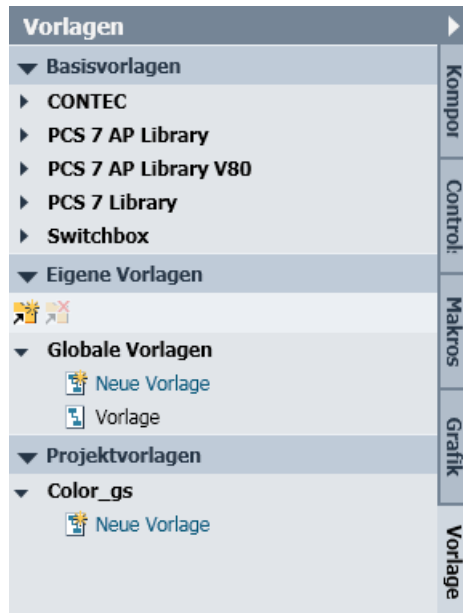 Vorlagen
Basisvorlagen
CONTEC
PCS 7 AP Library
PCS 7 AP Library V80
PCS 7 Library
Switchbox
Eigene Vorlagen
Globale Vorlagen
Neue Vorlage
Vorlage
Projektvorlagen
Color_gs
Neue Vorlage
Kompor
Control:
Makros
Grafik
Vorlage